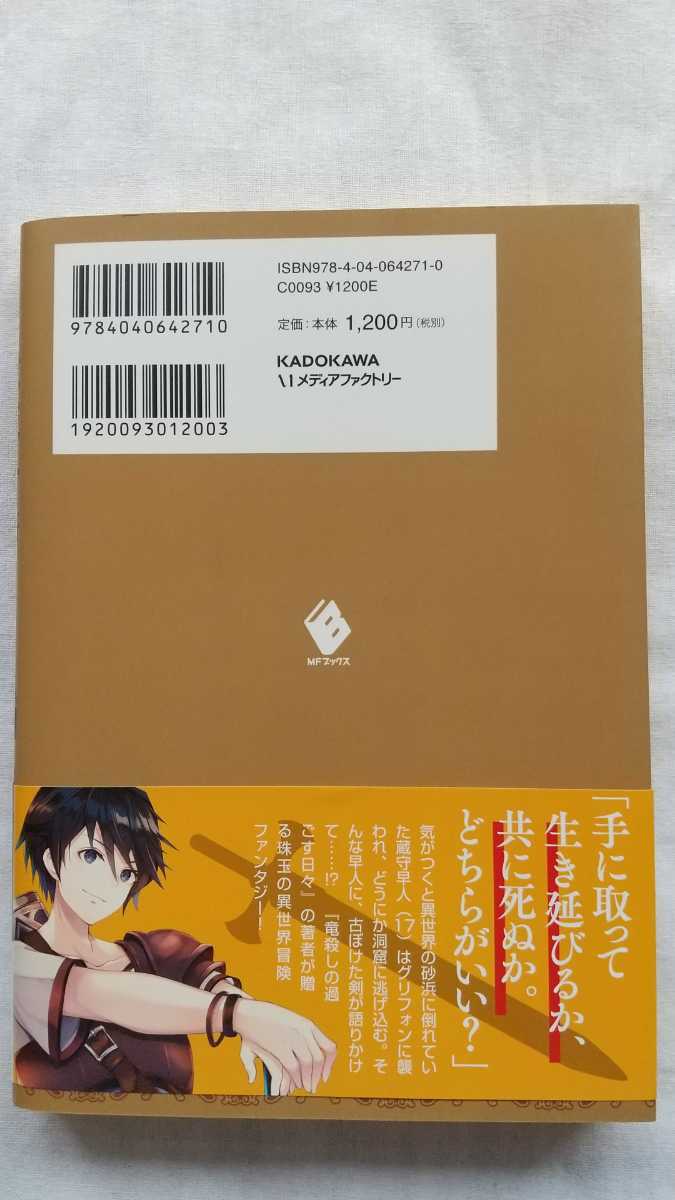 9784040642710
1920093012003
ISBN978-4-04-064271-0
C0093 ¥1200E
定価:本体 1,200円(税別)
KADOKAWA
メディアファクトリー
MFブックス
「手に取って
生き延びるか、
共に死ぬか。
どちらがいい?」
気がつくと異世界の砂浜に倒れてい
た蔵守早人(17)はグリフォンに襲
われ、どうにか洞窟に逃げ込む。そ
んな早人に、古ぼけた剣が語りかけ
て……!? 『竜殺しの過
ごす日々』の著者が贈
る珠玉の異世界冒険
ファンタジー!